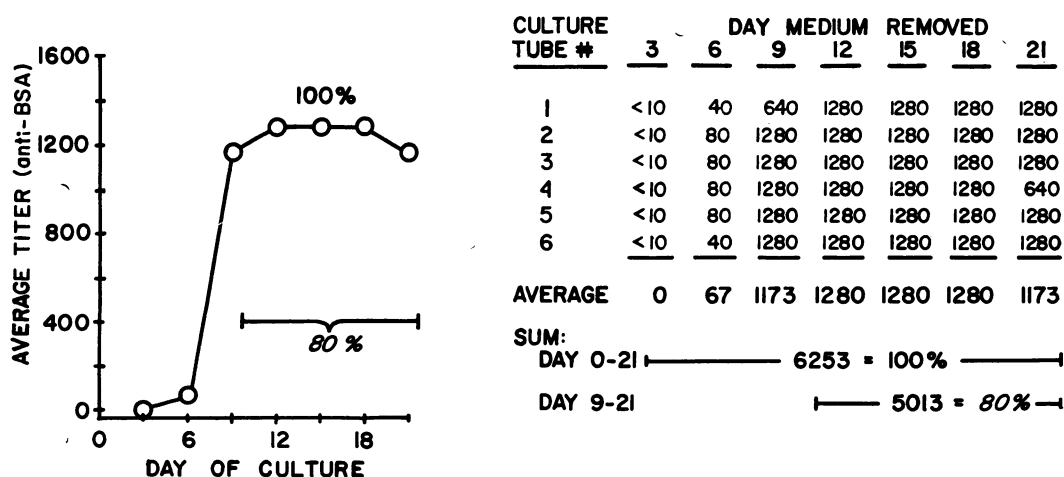 1600
1200
800
400
0
AVERAGE TITER (anti-BSA)
100%
80 %
0 6 12 18
DAY OF CULTURE
CULTURE DAY MEDIUM REMOVED
TUBE # 3 6 9 12 15 18 21
1 <10 40 640 1280 1280 1280 1280
2 <10 80 1280 1280 1280 1280 1280
3 <10 80 1280 1280 1280 1280 1280
4 <10 80 1280 1280 1280 1280 640
5 <10 80 1280 1280 1280 1280 1280
6 <10 40 1280 1280 1280 1280 1280
AVERAGE 0 67 1173 1280 1280 1280 1173
SUM:
DAY 0-21 6253 = 100%
DAY 9-21 5013 = 80%